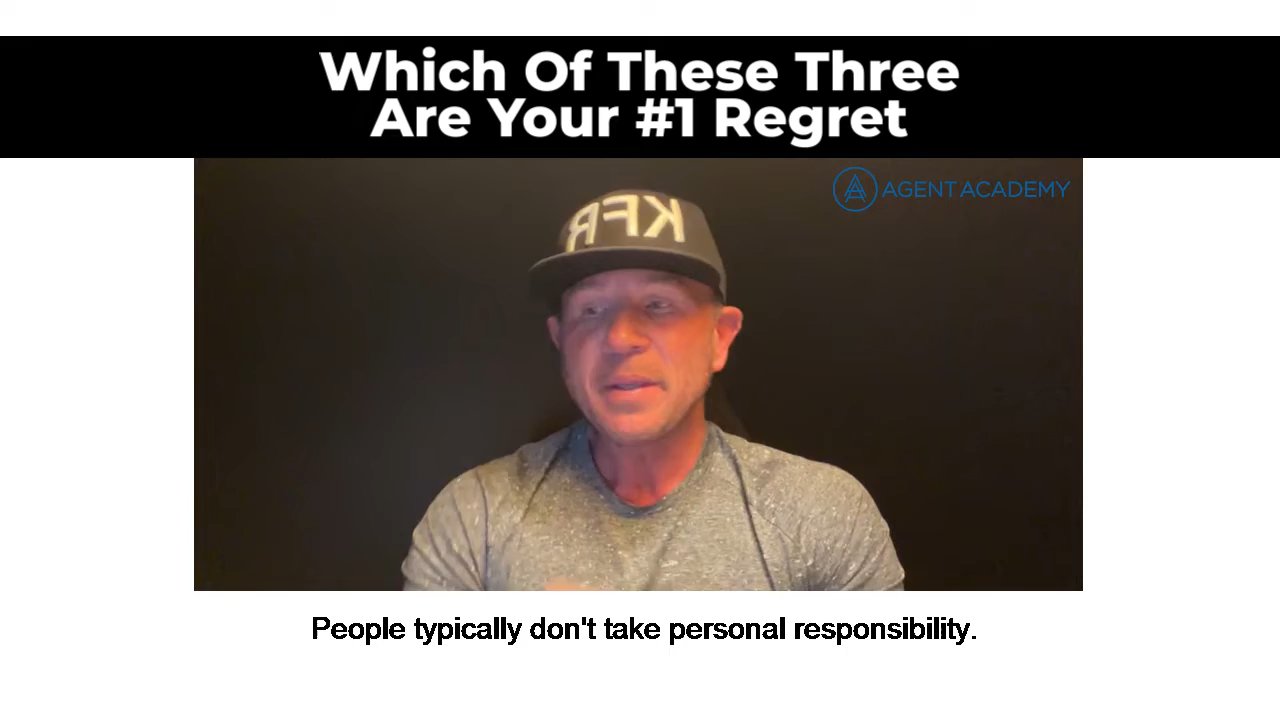 Which Of These Three
Are Your #1 Regret
AGENT ACADEMY
KFR
People typically don't take personal responsibility.